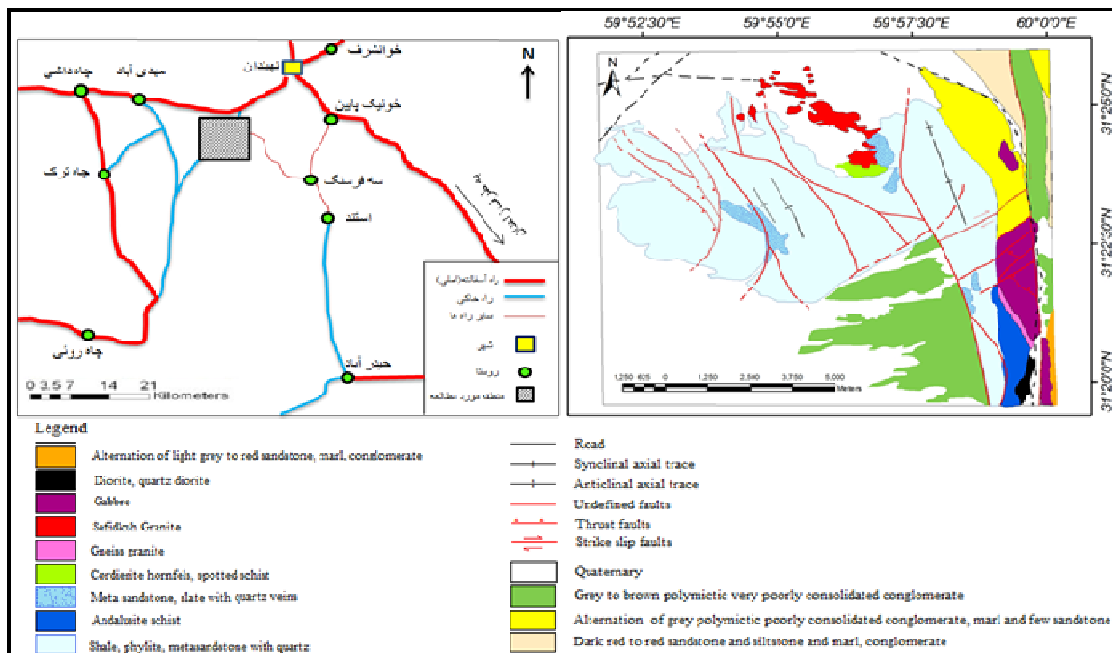 خوانشرف
نهبندان
N
سیدی آباد
چاه داشی
خونیک پایین
چاه ترک
سه فرسنگ
استند
راه آسفالته(اصلی)
راه خاکی
سایر راه ها
شهر
روستا
منطقه مورد مطالعه
چاه روئی
حیدر آباد
0 3.5 7 14 21
Kilometers
59°52'30"E 59°55'0"E 59°57'30"E 60°0'0"E
N
31°25'0"N
31°22'30"N
31°20'0"N
1,250 625 0 1,250 2,500 3,750 5,000
Meters
Legend
Alternation of light grey to red sandstone, marl, conglomerate
Diorite, quartz diorite
Gabbro
Sefidkuh Granite
Gneiss granite
Cordierite hornfels, spotted schist
Meta sandstone, slate with quartz veins
Andalusite schist
Shale, phylite, metasandstone with quartz
Road
Synclinal axial trace
Anticlinal axial trace
Undefined faults
Thrust faults
Strike slip faults
Quaternary
Grey to brown polymictic very poorly consolidated conglomerate
Alternation of grey polymictic poorly consolidated conglomerate, marl and few sandstone
Dark red to red sandstone and siltstone and marl, conglomerate